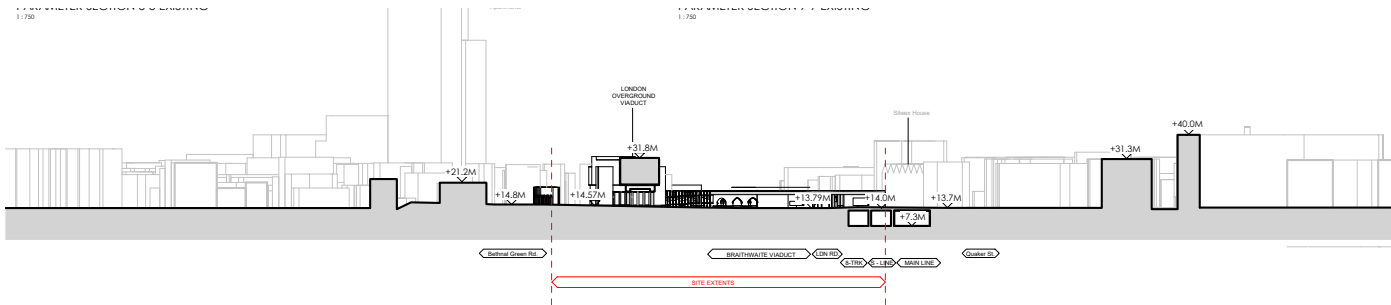 1 : 750
1 : 750
LONDON
OVERGROUND
VIADUCT
Silwex House
+40.0M
+31.8M
+31.3M
+21.2M
+14.8M
+14.57M
+13.79M
+14.0M
+13.7M
+7.3M
Bethnal Green Rd.
BRAITHWAITE VIADUCT
LDN RD
Quaker St.
8-TRK
S - LINE
MAIN LINE
SITE EXTENTS